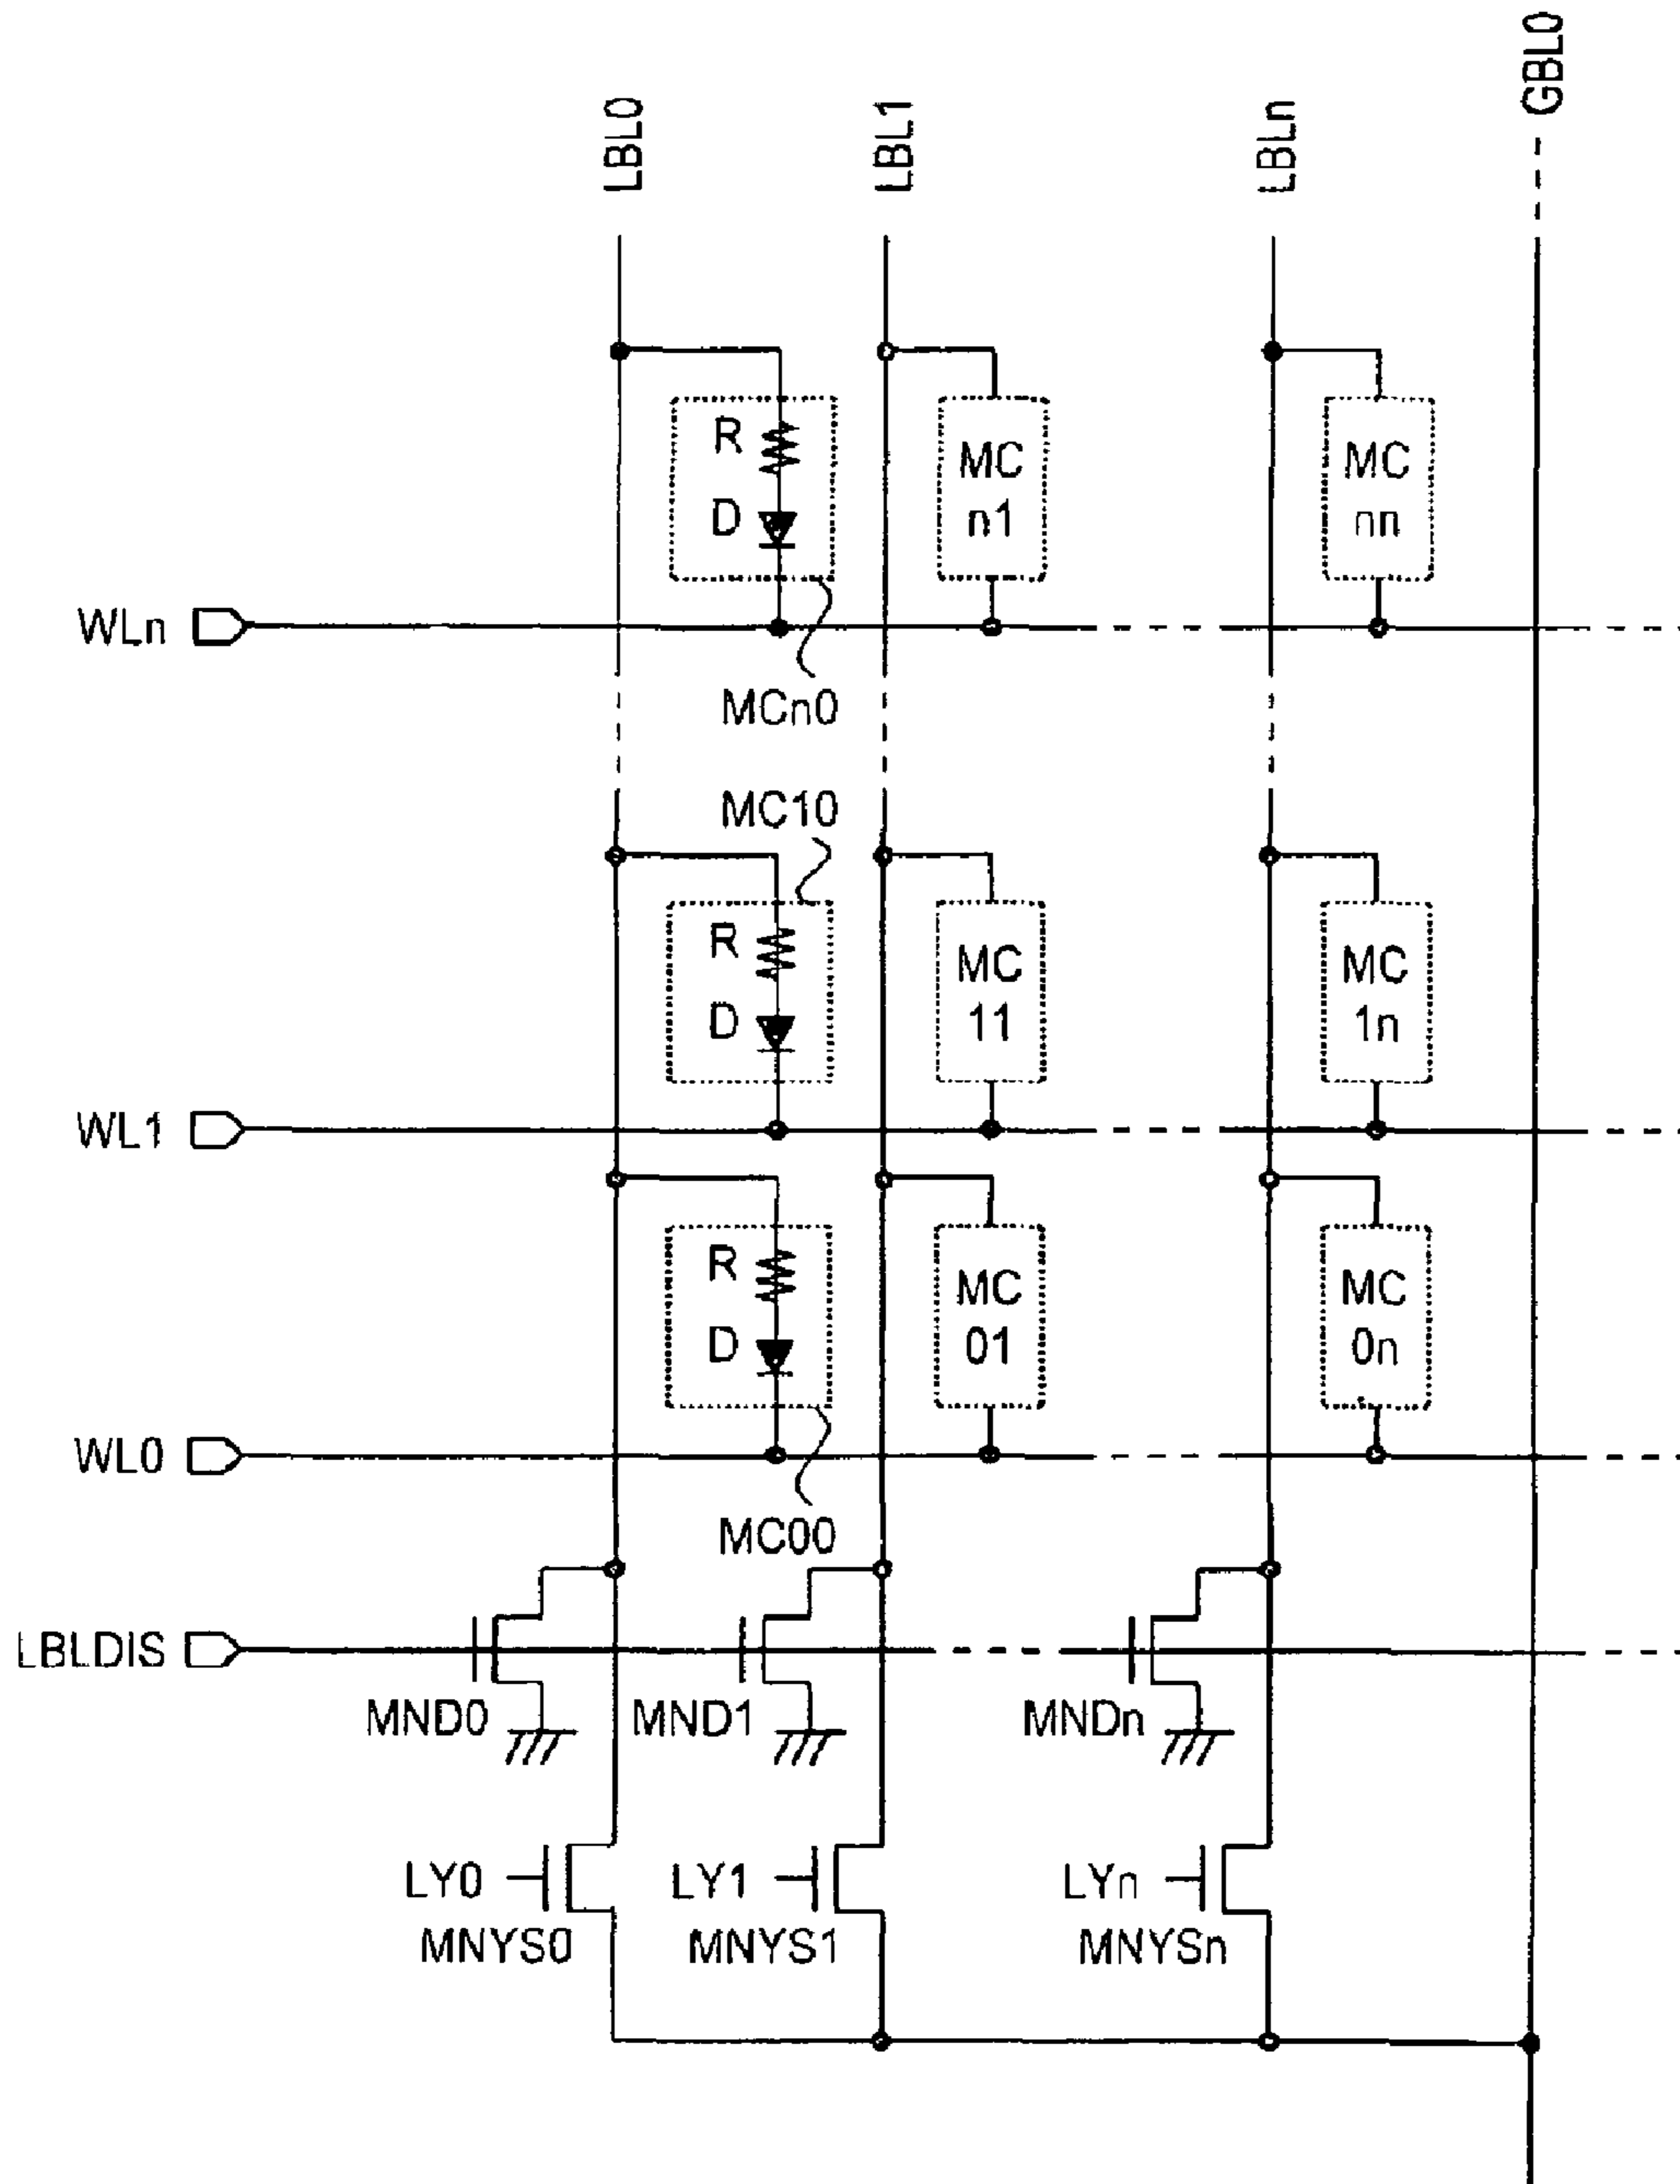 GBL0
LBL0 LBL1 LBLn
R MC MC
D n1 nn
WLn
MCn0
MC10
R MC MC
D 11 1n
WL1
R MC MC
D 01 0n
WL0
MC00
LBLDIS
MND0 MND1 MNDn
LY0 LY1 LYn
MNYS0 MNYS1 MNYSn